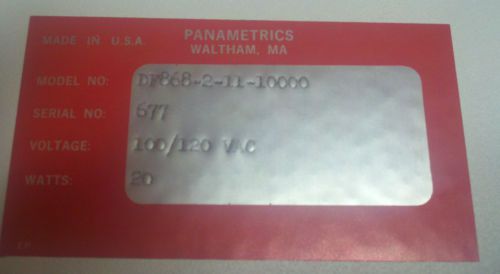 MADE IN U.S.A.
PANAMETRICS
WALTHAM, MA
MODEL NO: DF868-2-11-10000
SERIAL NO: 677
VOLTAGE: 100/120 VAC
WATTS: 20